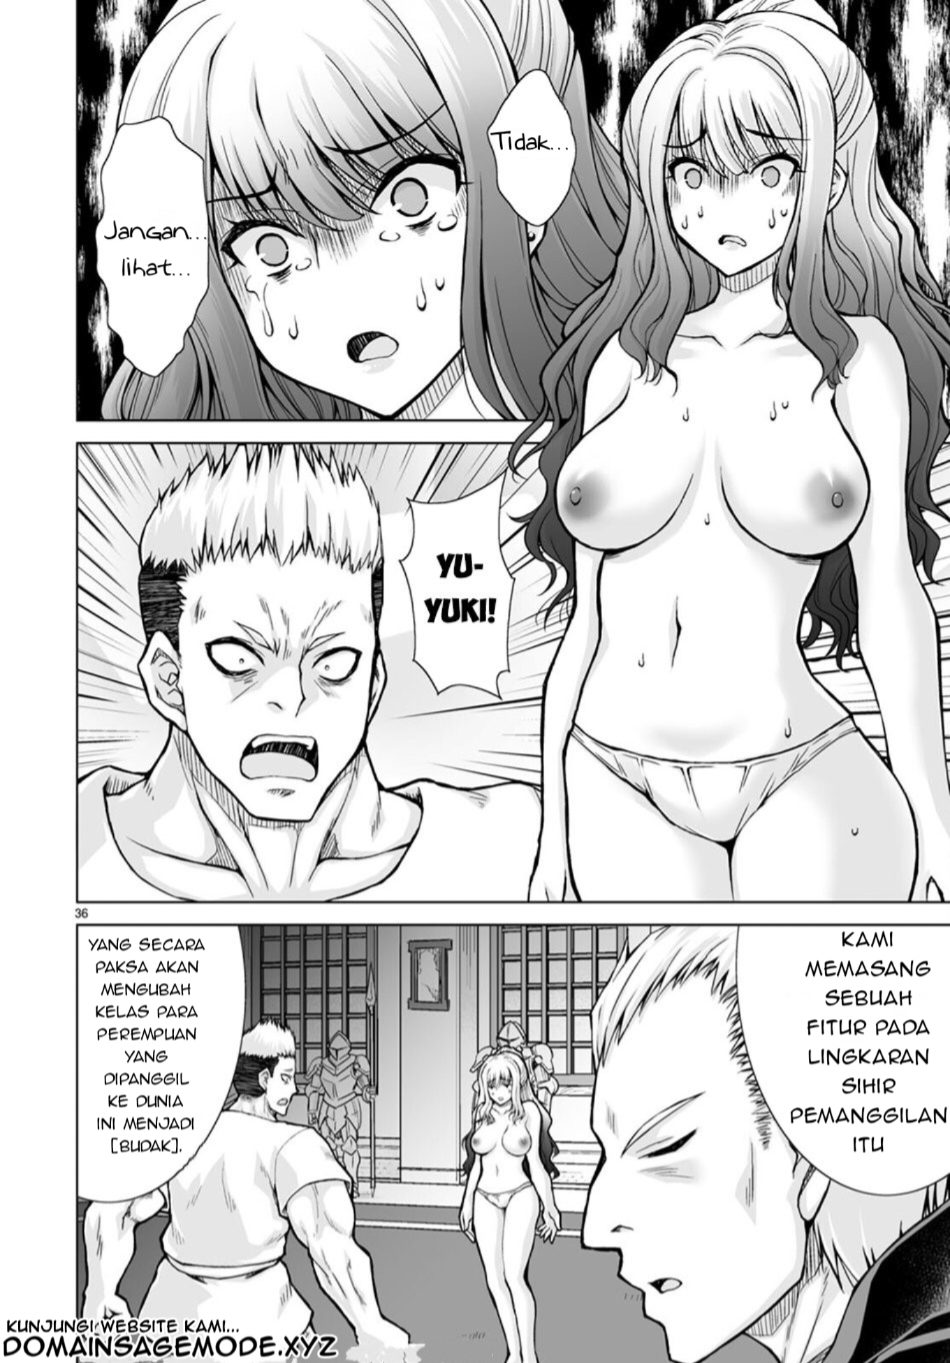 Tidak...
Jangan...
lihat...
YU-
YUKI!
36
KAMI
MEMASANG
SEBUAH
FITUR PADA
LINGKARAN
SIHIR
PEMANGGILAN
ITU
YANG SECARA
PAKSA AKAN
MENGUBAH
KELAS PARA
PEREMPUAN
YANG
DIPANGGIL
KE DUNIA
INI MENJADI
[BUDAK].
KUNJUNGI WEBSITE KAMI...
DOMAINSAGEMODE.XYZ